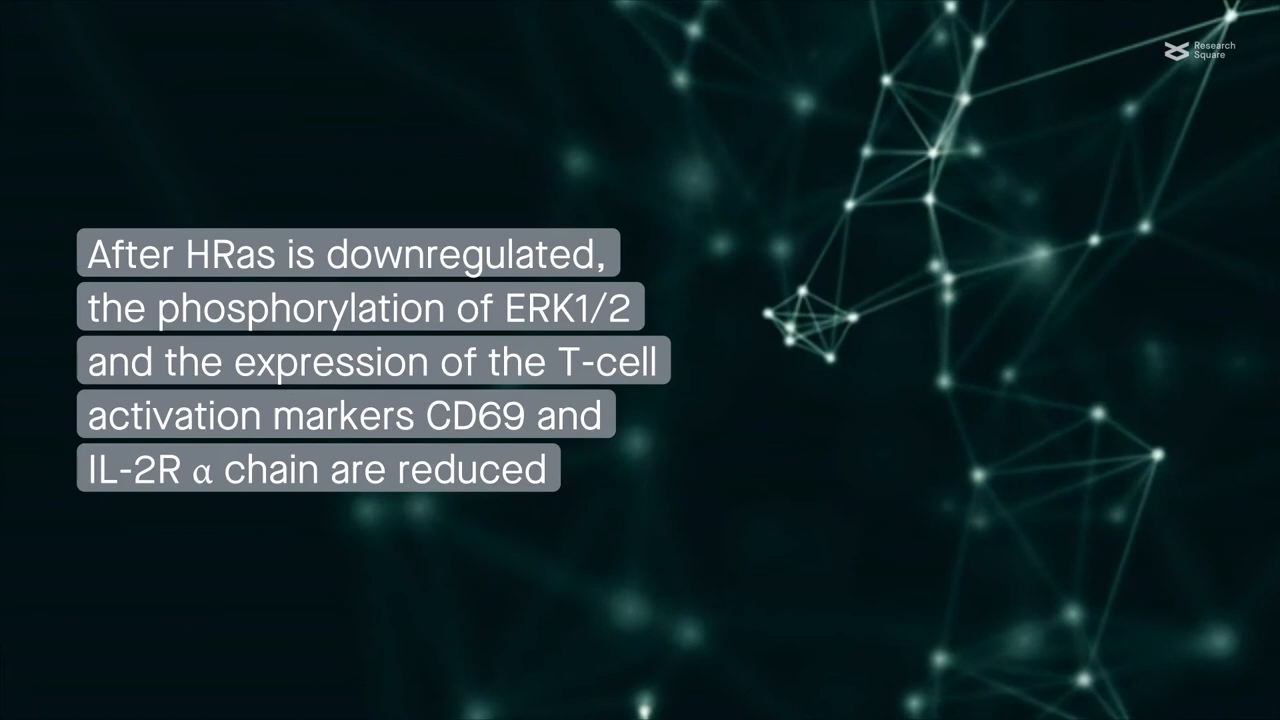 Research
Square
After HRas is downregulated,
the phosphorylation of ERK1/2
and the expression of the T-cell
activation markers CD69 and
IL-2R α chain are reduced